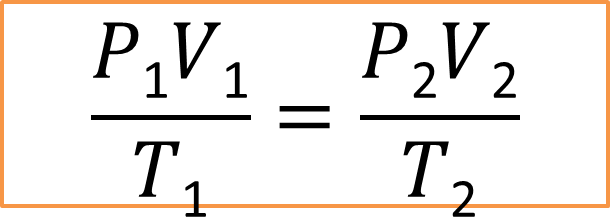 P₁V₁ / T₁ = P₂V₂ / T₂